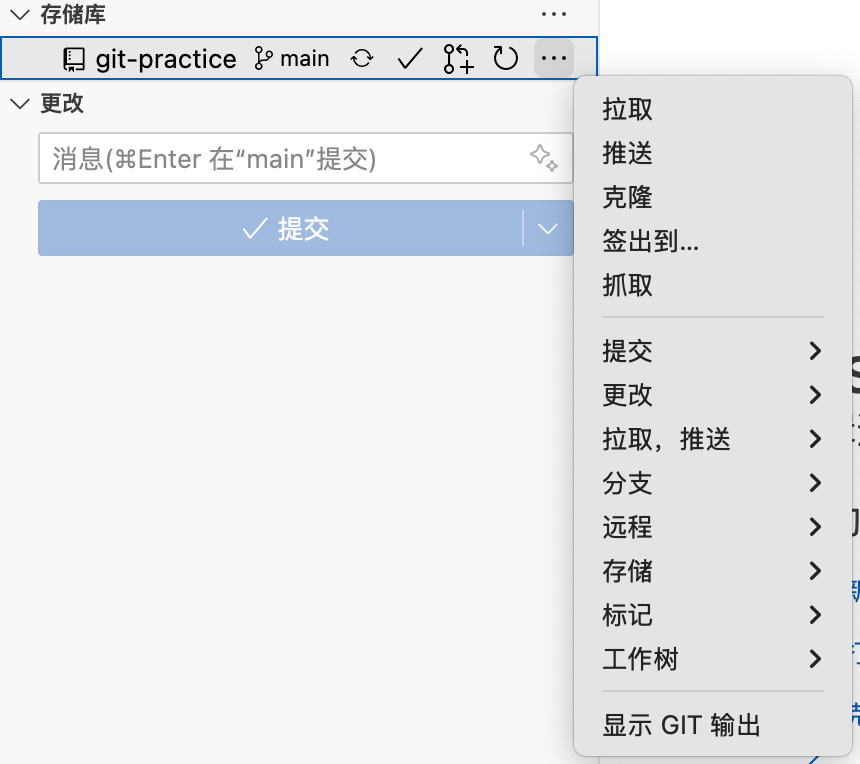 存储库
git-practice main
更改
消息(⌘Enter 在“main”提交)
提交
拉取
推送
克隆
签出到...
抓取
提交
更改
拉取，推送
分支
远程
存储
标记
工作树
显示 GIT 输出